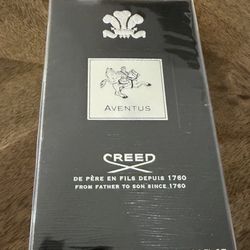 AVENTUS
CREED
DE PÈRE EN FILS DEPUIS 1760
FROM FATHER TO SON SINCE 1760